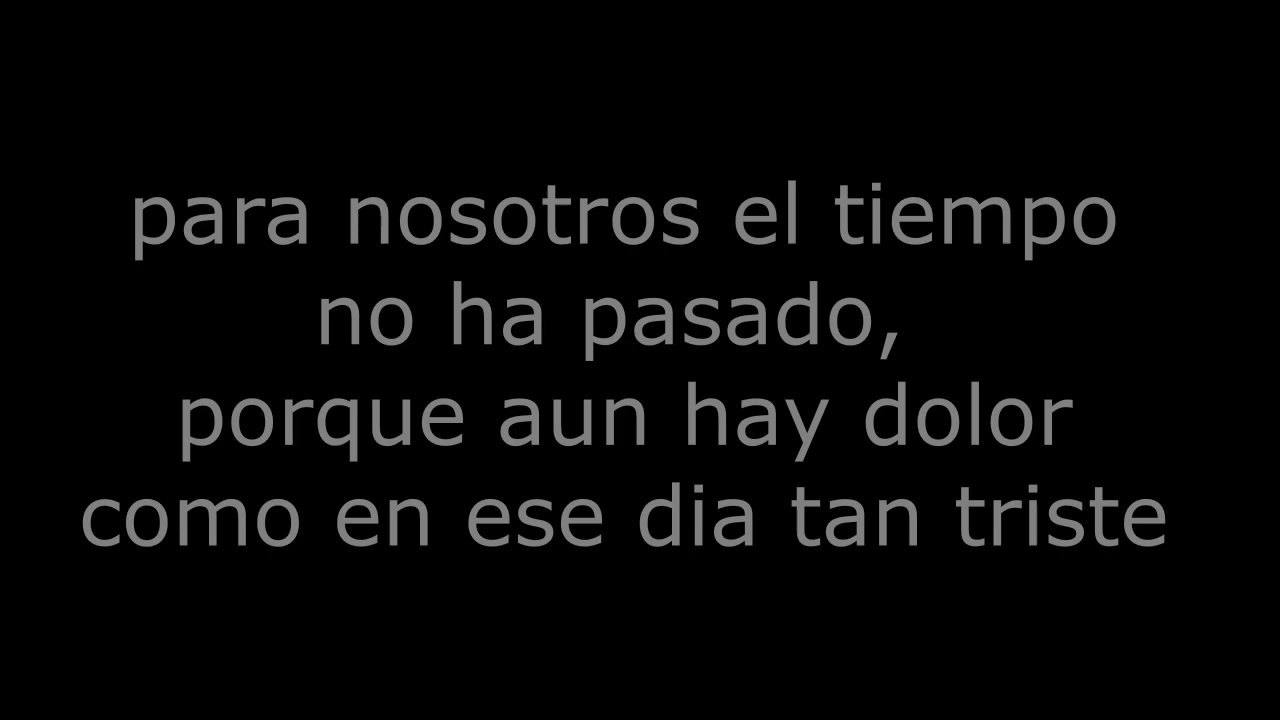 para nosotros el tiempo
no ha pasado,
porque aun hay dolor
como en ese dia tan triste